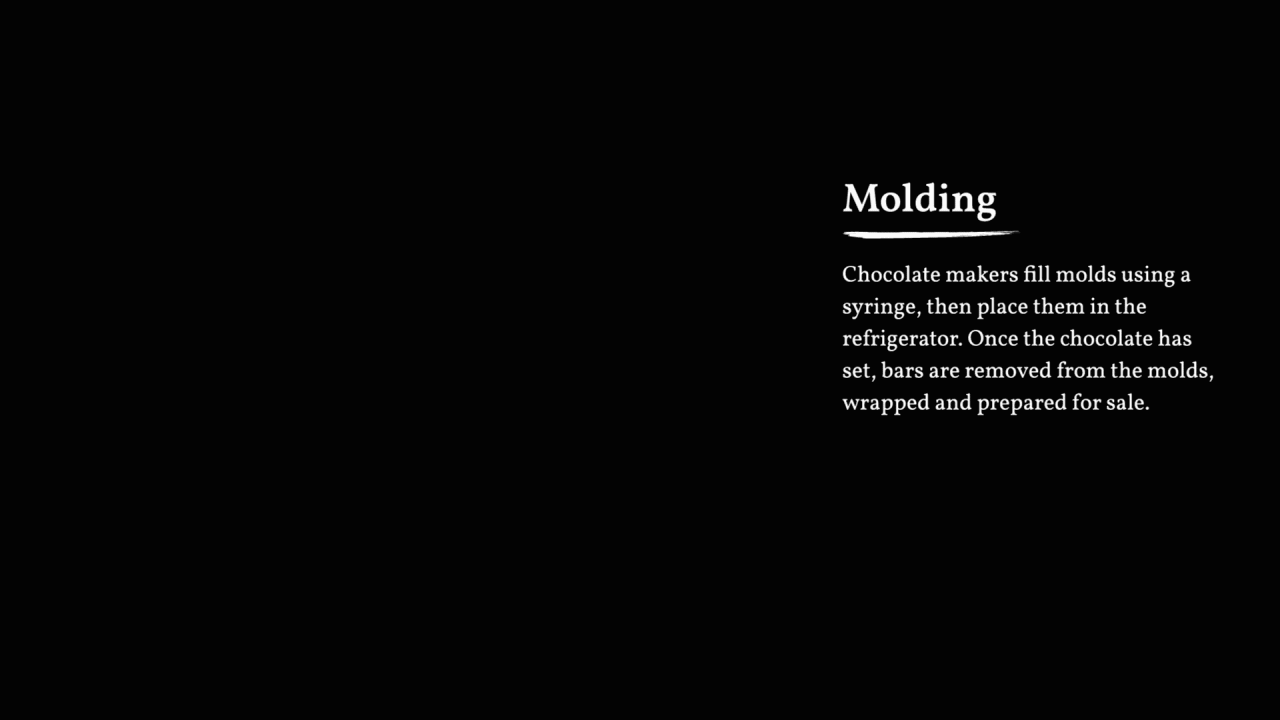 Molding
Chocolate makers fill molds using a
syringe, then place them in the
refrigerator. Once the chocolate has
set, bars are removed from the molds,
wrapped and prepared for sale.